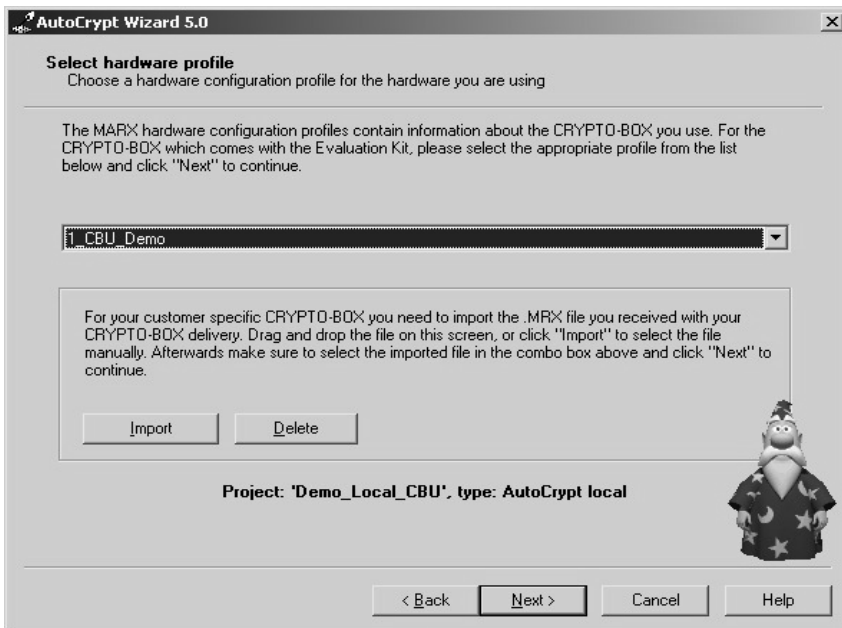 AutoCrypt Wizard 5.0
Select hardware profile
Choose a hardware configuration profile for the hardware you are using
The MARX hardware configuration profiles contain information about the CRYPTO-BOX you use. For the
CRYPTO-BOX which comes with the Evaluation Kit, please select the appropriate profile from the list
below and click "Next" to continue.
1_CBU_Demo
For your customer specific CRYPTO-BOX you need to import the .MRX file you received with your
CRYPTO-BOX delivery. Drag and drop the file on this screen, or click "Import" to select the file
manually. Afterwards make sure to select the imported file in the combo box above and click "Next" to
continue.
Import Delete
Project: 'Demo_Local_CBU', type: AutoCrypt local
< Back Next > Cancel Help